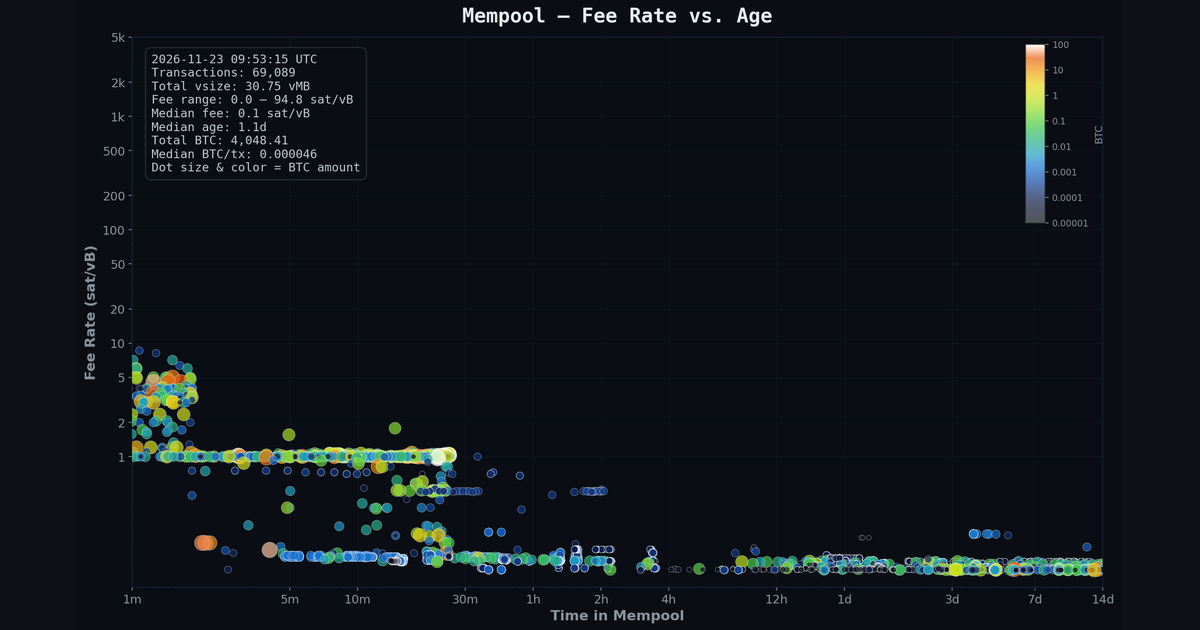 Mempool — Fee Rate vs. Age
2026-11-23 09:53:15 UTC
Transactions: 69,089
Total vsize: 30.75 vMB
Fee range: 0.0 – 94.8 sat/vB
Median fee: 0.1 sat/vB
Median age: 1.1d
Total BTC: 4,048.41
Median BTC/tx: 0.000046
Dot size & color = BTC amount
100
10
1
0.1
0.01
0.001
0.0001
0.00001
BTC
5k
2k
1k
500
200
100
50
20
10
5
2
1
Fee Rate (sat/vB)
1m
5m
10m
30m
1h
2h
4h
12h
1d
3d
7d
14d
Time in Mempool